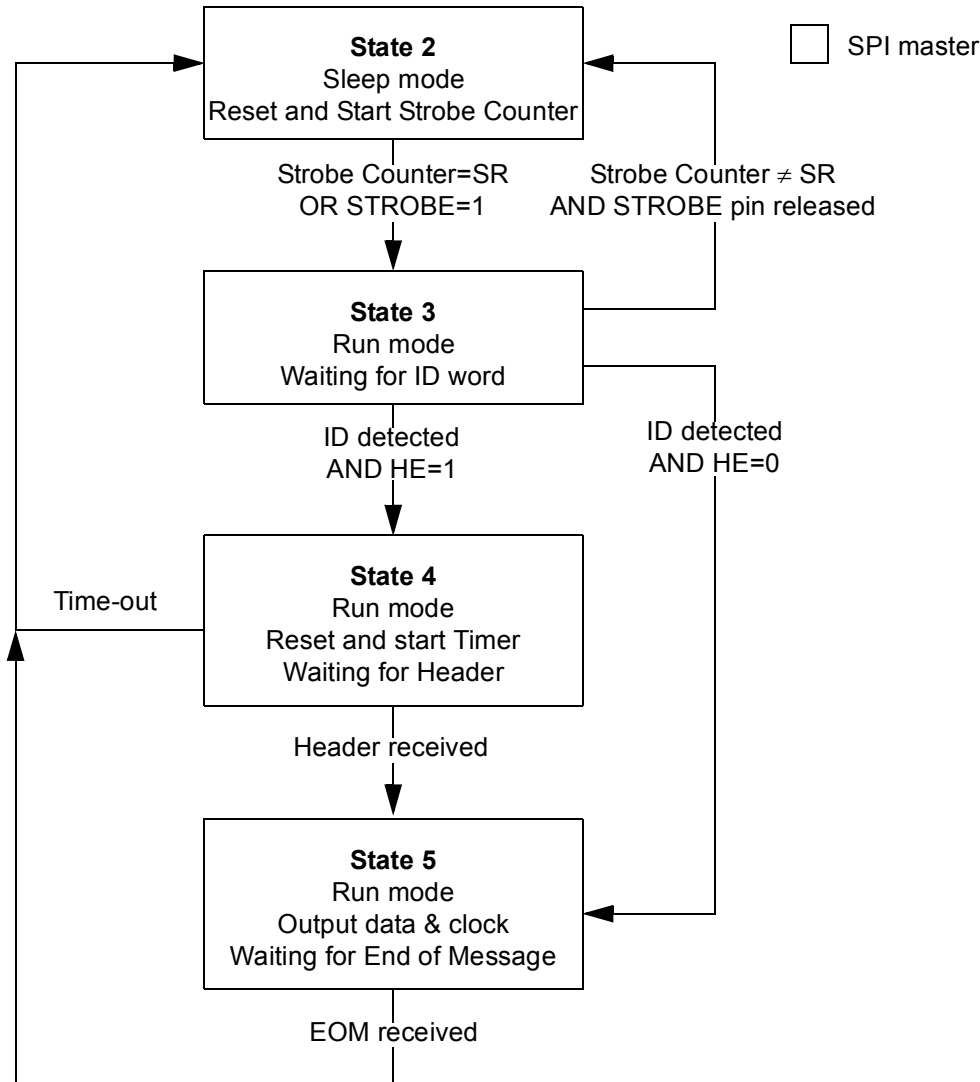 State 2
Sleep mode
Reset and Start Strobe Counter
SPI master
Strobe Counter=SR
OR STROBE=1
Strobe Counter ≠ SR
AND STROBE pin released
State 3
Run mode
Waiting for ID word
ID detected
AND HE=1
ID detected
AND HE=0
State 4
Run mode
Reset and start Timer
Waiting for Header
Time-out
Header received
State 5
Run mode
Output data & clock
Waiting for End of Message
EOM received